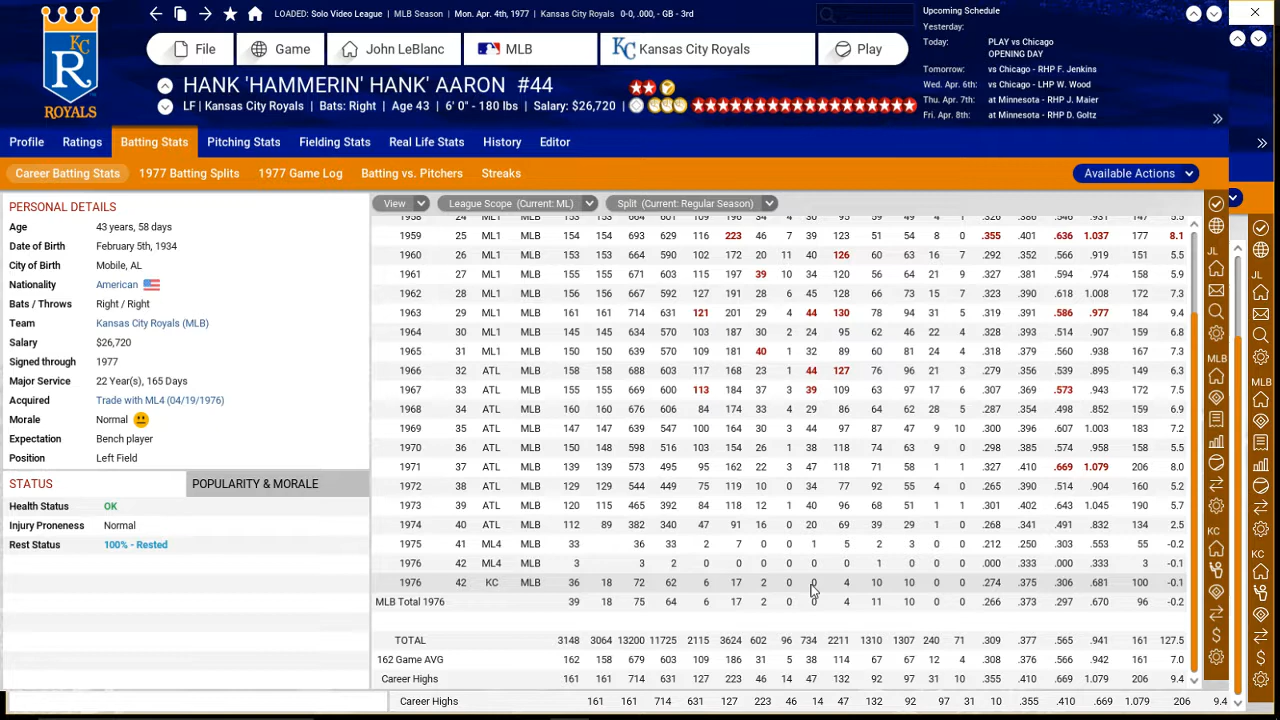 LOADED: Solo Video League | MLB Season | Mon. Apr. 4th, 1977 | Kansas City Royals 0-0, .000, - GB - 3rd
Upcoming Schedule
Yesterday:
Today: PLAY vs Chicago
OPENING DAY
Tomorrow: vs Chicago - RHP F. Jenkins
Wed. Apr. 6th: vs Chicago - LHP W. Wood
Thu. Apr. 7th: at Minnesota - RHP J. Maier
Fri. Apr. 8th: at Minnesota - RHP D. Goltz
KC
ROYALS
File Game John LeBlanc MLB Kansas City Royals Play
HANK 'HAMMERIN' HANK' AARON #44
LF | Kansas City Royals | Bats: Right | Age 43 | 6' 0" - 180 lbs | Salary: $26,720 |
Profile Ratings Batting Stats Pitching Stats Fielding Stats Real Life Stats History Editor
Career Batting Stats 1977 Batting Splits 1977 Game Log Batting vs. Pitchers Streaks Available Actions
PERSONAL DETAILS
Age 43 years, 58 days
Date of Birth February 5th, 1934
City of Birth Mobile, AL
Nationality American
Bats / Throws Right / Right
Team Kansas City Royals (MLB)
Salary $26,720
Signed through 1977
Major Service 22 Year(s), 165 Days
Acquired Trade with ML4 (04/19/1976)
Morale Normal
Expectation Bench player
Position Left Field
STATUS POPULARITY & MORALE
Health Status OK
Injury Proneness Normal
Rest Status 100% - Rested
View League Scope (Current: ML) Split (Current: Regular Season)
1958 24 ML1 MLB 153 153 664 601 109 196 34 4 30 95 59 49 4 1 .326 .386 .546 .931 147 5.5
1959 25 ML1 MLB 154 154 693 629 116 223 46 7 39 123 51 54 8 0 .355 .401 .636 1.037 177 8.1
1960 26 ML1 MLB 153 153 664 590 102 172 20 11 40 126 60 63 16 7 .292 .352 .566 .919 151 5.5
1961 27 ML1 MLB 155 155 673 603 115 197 39 10 34 120 56 64 21 9 .327 .381 .594 .974 158 5.9
1962 28 ML1 MLB 156 156 667 592 127 191 28 4 45 128 66 73 15 7 .323 .390 .618 1.008 172 7.3
1963 29 ML1 MLB 161 161 714 631 121 201 29 4 44 130 78 94 31 5 .319 .391 .586 .977 184 9.4
1964 30 ML1 MLB 145 145 634 570 103 187 30 2 24 95 62 46 22 4 .328 .393 .514 .907 159 6.8
1965 31 ML1 MLB 150 150 639 570 109 181 40 1 32 89 60 81 24 4 .318 .379 .560 .938 167 7.3
1966 32 ATL MLB 158 158 688 603 117 168 23 1 44 127 76 96 21 3 .279 .356 .539 .895 149 6.3
1967 33 ATL MLB 155 155 669 600 113 184 37 3 39 109 63 97 17 6 .307 .369 .573 .943 172 7.5
1968 34 ATL MLB 160 160 676 606 84 174 33 4 29 86 64 62 28 5 .287 .354 .498 .852 159 6.9
1969 35 ATL MLB 147 147 639 547 100 164 30 3 44 97 87 47 9 10 .300 .396 .607 1.003 183 7.2
1970 36 ATL MLB 150 148 598 516 103 154 26 1 38 118 74 63 9 0 .298 .385 .574 .958 155 5.9
1971 37 ATL MLB 139 139 573 495 95 162 22 3 47 118 71 58 1 1 .327 .410 .669 1.079 206 8.0
1972 38 ATL MLB 129 129 544 449 75 119 10 0 34 77 92 55 4 0 .265 .390 .514 .904 160 5.2
1973 39 ATL MLB 120 115 465 392 84 118 12 1 40 96 68 51 1 1 .301 .402 .643 1.045 190 5.7
1974 40 ATL MLB 112 89 382 340 47 91 16 0 20 69 39 29 1 0 .268 .341 .491 .832 134 2.5
1975 41 ML4 MLB 33 36 33 2 7 0 0 1 5 2 3 0 0 .212 .250 .303 .553 55 -0.2
1976 42 ML4 MLB 3 3 2 0 0 0 0 0 0 1 0 0 0 .000 .333 .000 .333 3 -0.1
1976 42 KC MLB 36 18 72 62 6 17 2 0 0 4 10 10 0 0 .274 .375 .306 .681 100 -0.1
MLB Total 1976 39 18 75 64 6 17 2 0 0 4 11 10 0 0 .266 .373 .297 .670 96 -0.2
TOTAL 3148 3064 13200 11725 2115 3624 602 96 734 2211 1310 1307 240 71 .309 .377 .565 .941 161 127.5
162 Game AVG 162 158 679 603 109 186 31 5 38 114 67 67 12 4 .308 .376 .566 .942 161 7.0
Career Highs 161 161 714 631 127 223 46 14 47 132 92 97 31 10 .355 .410 .669 1.079 206 9.4
Career Highs 161 161 714 631 127 223 46 14 47 132 92 97 31 10 .355 .410 .669 1.079 206 9.4
JL
MLB
KC
JL
MLB
KC